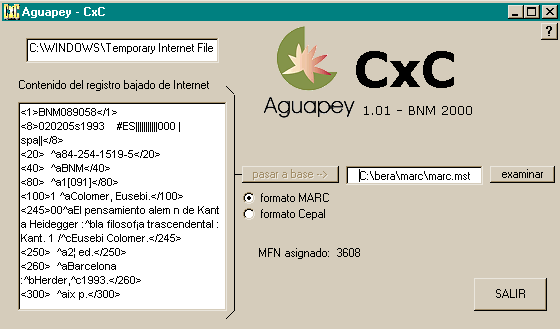 CxC Aguapey - CxC
?
C:\WINDOWS\Temporary Internet File
Aguapey
CxC
1.01 - BNM 2000
Contenido del registro bajado de Internet
<1>BNM089058</1>
<8>020205s1993    #ES||||||||||||000 |
spa||</8>
<20>  ^a84-254-1519-5</20>
<40>  ^aBNM</40>
<80>  ^a1[091]</80>
<100>1 ^aColomer, Eusebi.</100>
<245>00^aEl pensamiento alem n de Kant
a Heidegger :^bla filosof¡a trascendental :
Kant. 1 /^cEusebi Colomer.</245>
<250>  ^a2¦ ed.</250>
<260>  ^aBarcelona
:^bHerder,^c1993.</260>
<300>  ^aix p.</300>
pasar a base -->
C:\bera\marc\marc.mst
examinar
formato MARC
formato Cepal
MFN asignado:  3608
SALIR